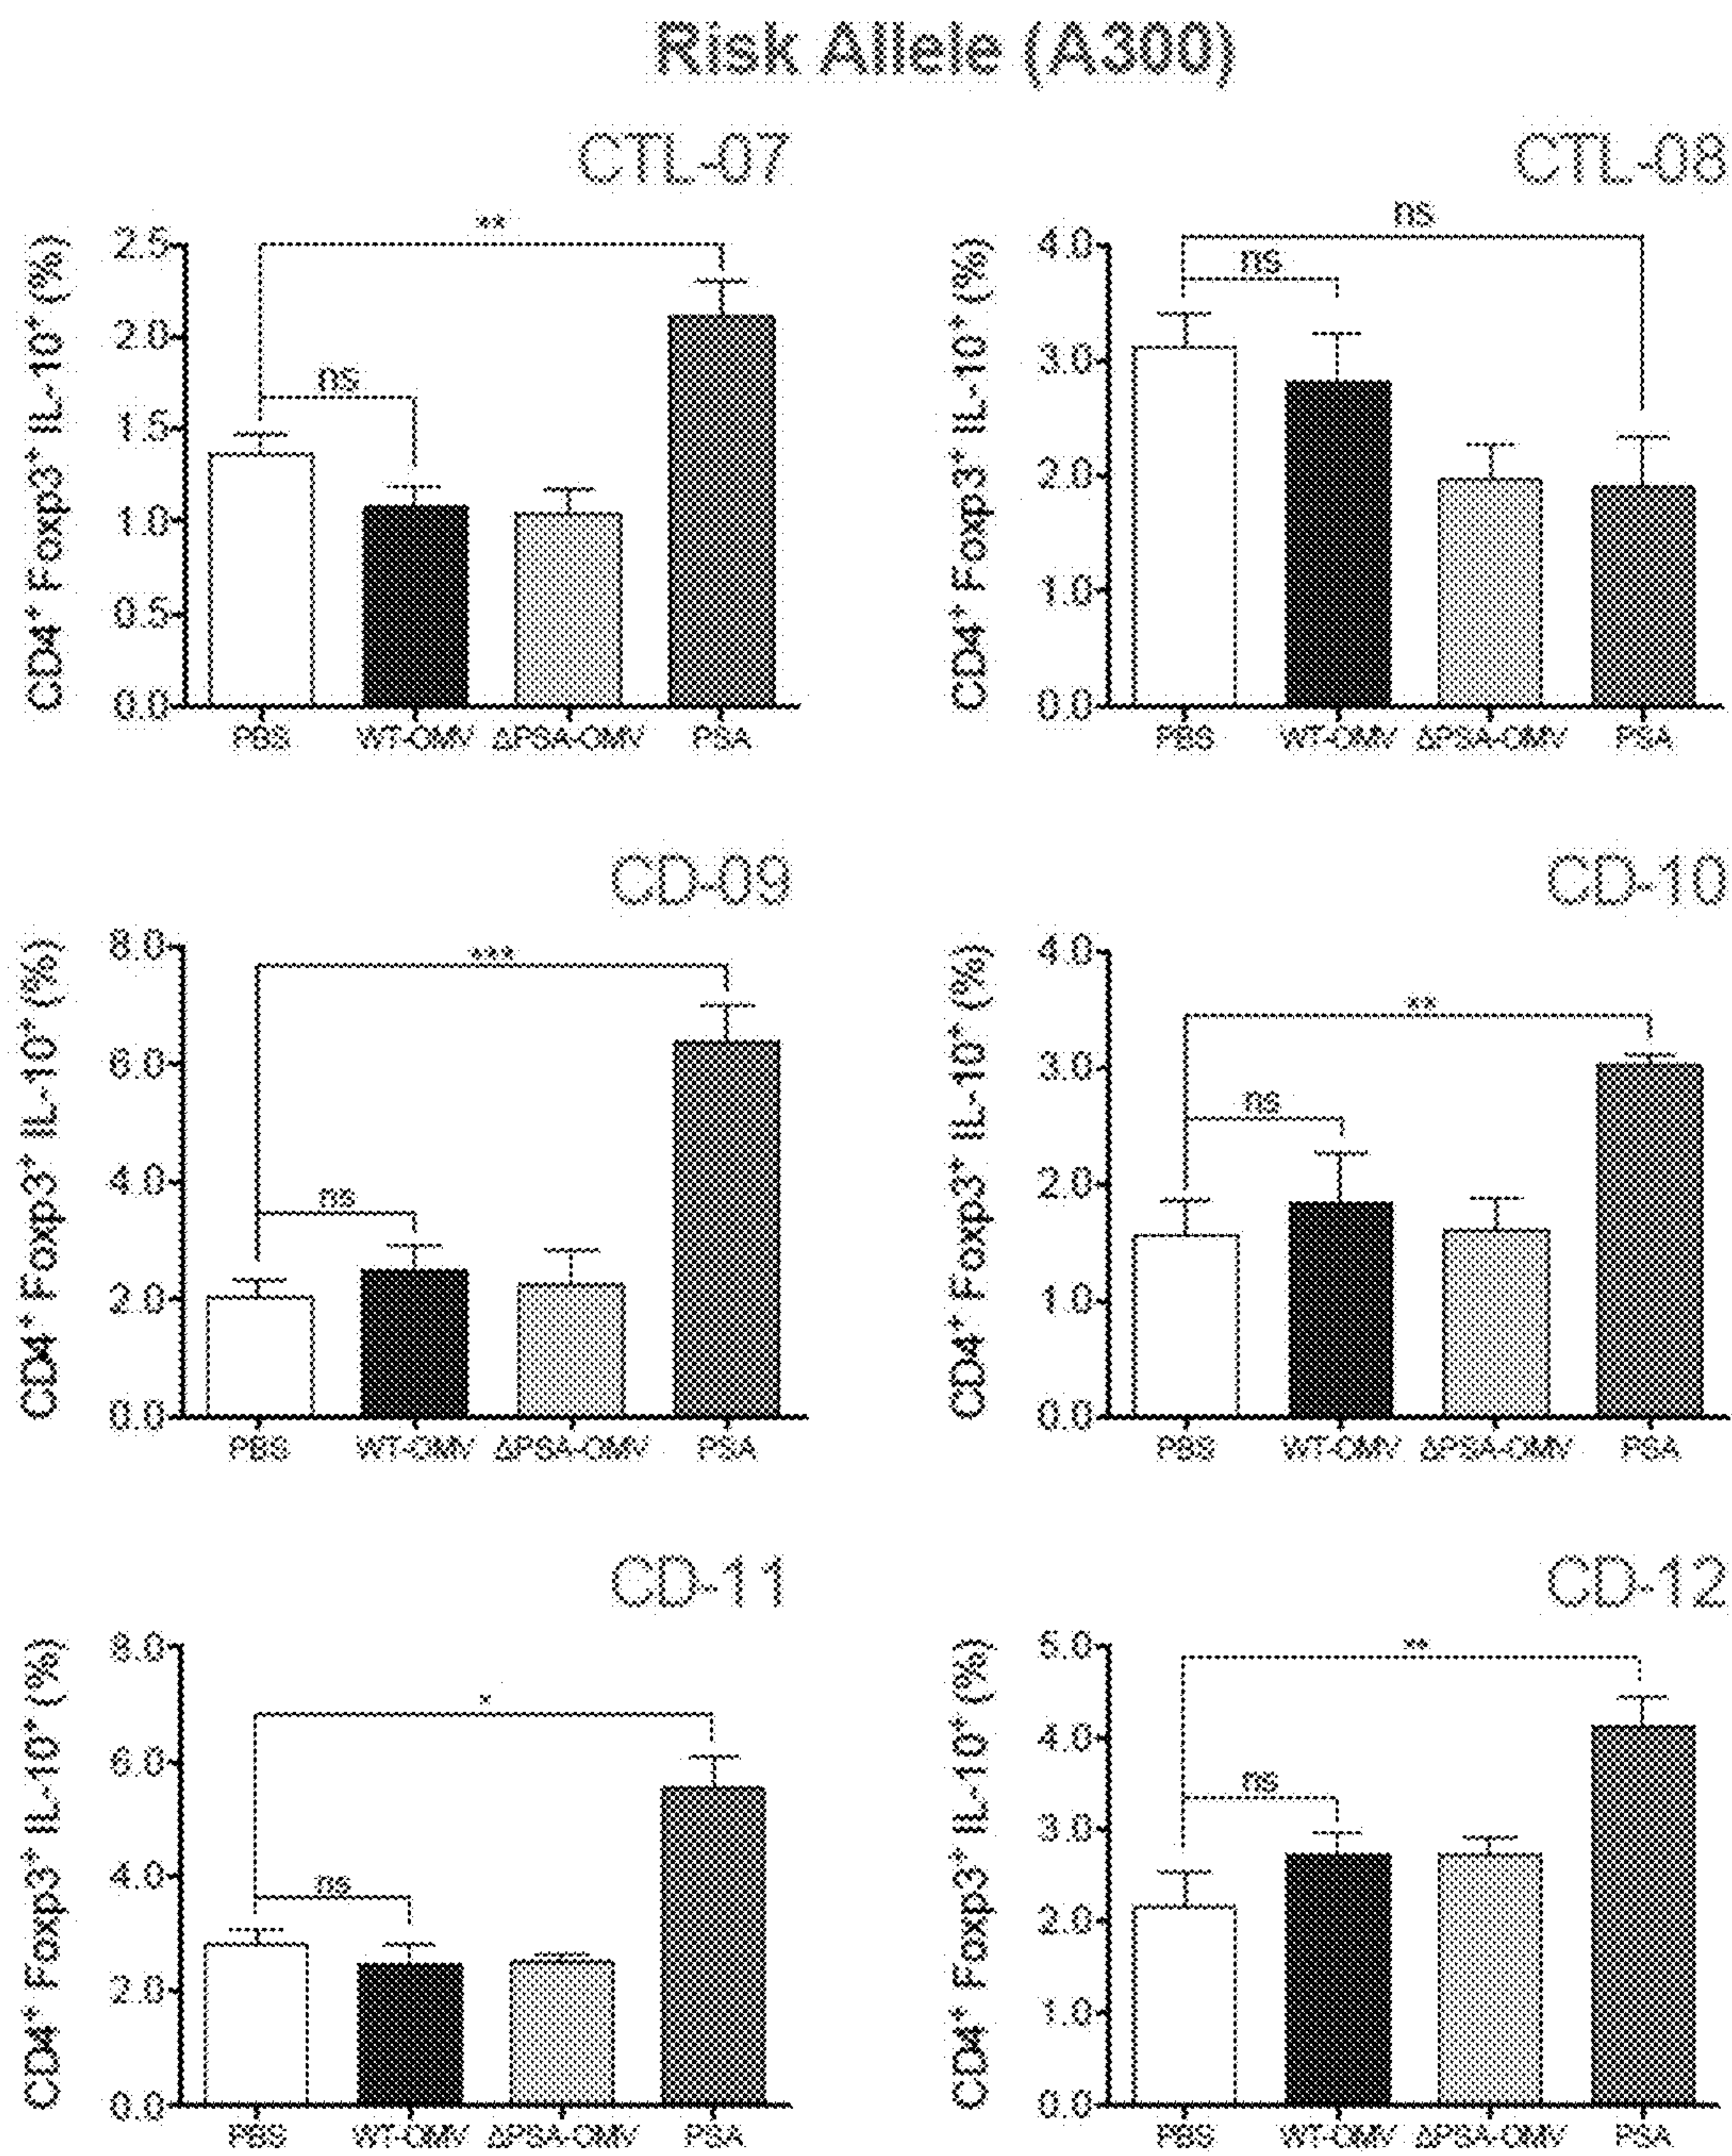 Risk Allele (A300)
CTL-07
CD4+ Foxp3+ IL-10+ (%)
2.5
2.0
1.5
1.0
0.5
0.0
**
ns
PBS WT-OMV ΔPSA-OMV PSA
CTL-08
CD4+ Foxp3+ IL-10+ (%)
4.0
3.0
2.0
1.0
0.0
ns
ns
PBS WT-OMV ΔPSA-OMV PSA
CD-09
CD4+ Foxp3+ IL-10+ (%)
8.0
6.0
4.0
2.0
0.0
***
ns
PBS WT-OMV ΔPSA-OMV PSA
CD-10
CD4+ Foxp3+ IL-10+ (%)
4.0
3.0
2.0
1.0
0.0
**
ns
PBS WT-OMV ΔPSA-OMV PSA
CD-11
CD4+ Foxp3+ IL-10+ (%)
8.0
6.0
4.0
2.0
0.0
*
ns
PBS WT-OMV ΔPSA-OMV PSA
CD-12
CD4+ Foxp3+ IL-10+ (%)
5.0
4.0
3.0
2.0
1.0
0.0
**
ns
PBS WT-OMV ΔPSA-OMV PSA